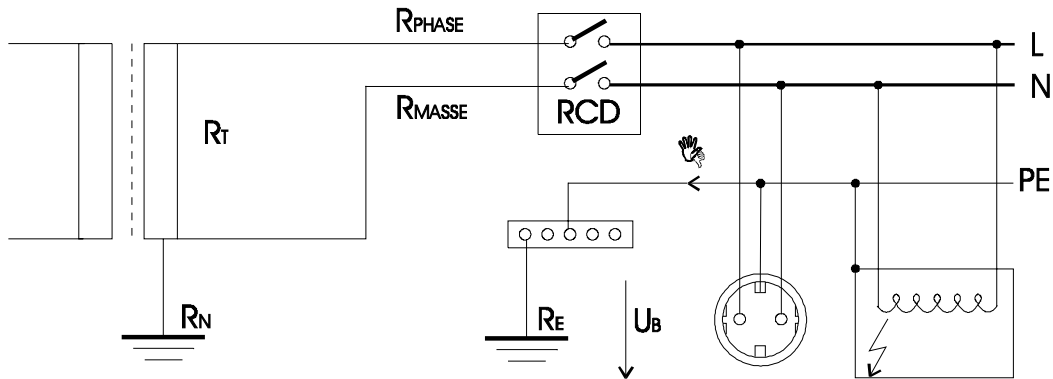 RPHASE
L
N
RMASSE
RCD
RT
PE
RN
RE
UB